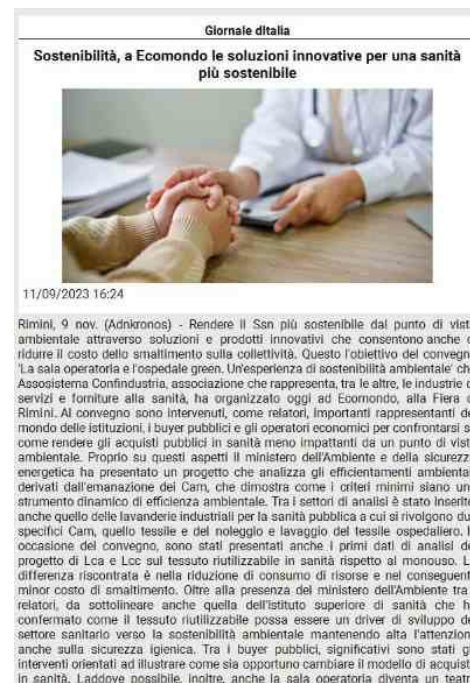 Giornale dItalia
Sostenibilità, a Ecomondo le soluzioni innovative per una sanità
più sostenibile
11/09/2023 16:24
Rimini, 9 nov. (Adnkronos) - Rendere il Ssn più sostenibile dal punto di vist
ambientale attraverso soluzioni e prodotti innovativi che consentono anche d
ridurre il costo dello smaltimento sulla collettività. Questo l'obiettivo del convegno
'La sala operatoria e l'ospedale green. Un'esperienza di sostenibilità ambientale' ch
Assosistema Confindustria, associazione che rappresenta, tra le altre, le industrie d
servizi e forniture alla sanità, ha organizzato oggi ad Ecomondo, alla Fiera d
Rimini. Al convegno sono intervenuti, come relatori, importanti rappresentanti de
mondo delle istituzioni, i buyer pubblici e gli operatori economici per confrontarsi s
come rendere gli acquisti pubblici in sanità meno impattanti da un punto di vist
ambientale. Proprio su questi aspetti il ministero dell'Ambiente e della sicurezz
energetica ha presentato un progetto che analizza gli efficientamenti ambiental
derivati dall'emanazione dei Cam, che dimostra come i criteri minimi siano un
strumento dinamico di efficienza ambientale. Tra i settori di analisi è stato inserito
anche quello delle lavanderie industriali per la sanità pubblica a cui si rivolgono du
specifici Cam, quello tessile e del noleggio e lavaggio del tessile ospedaliero. I
occasione del convegno, sono stati presentati anche i primi dati di analisi de
progetto di Lca e Lcc sul tessuto riutilizzabile in sanità rispetto al monouso. L
differenza riscontrata è nella riduzione di consumo di risorse e nel conseguent
minor costo di smaltimento. Oltre alla presenza del ministero dell'Ambiente tra
relatori, da sottolineare anche quella dell'Istituto superiore di sanità che h
confermato come il tessuto riutilizzabile possa essere un driver di sviluppo de
settore sanitario verso la sostenibilità ambientale mantenendo alta l'attenzion
anche sulla sicurezza igienica. Tra i buyer pubblici, significativi sono stati gl
interventi orientati ad illustrare come sia opportuno cambiare il modello di acquist
in sanità. Laddove possibile, inoltre, anche la sala operatoria diventa un teatr